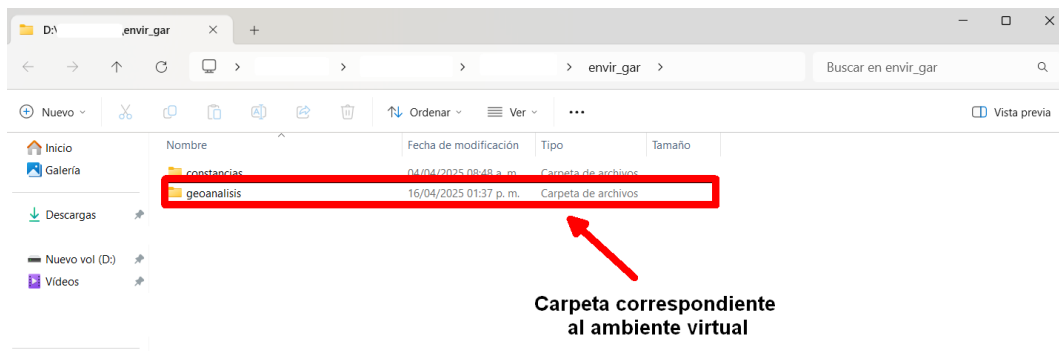 D:\ envir_gar
envir_gar
Buscar en envir_gar
Nuevo
Ordenar
Ver
Vista previa
Inicio
Galería
Descargas
Nuevo vol (D:)
Vídeos
Nombre Fecha de modificación Tipo Tamaño
constancias 04/04/2025 08:48 a. m. Carpeta de archivos
geoanalisis 16/04/2025 01:37 p. m. Carpeta de archivos
Carpeta correspondiente
al ambiente virtual